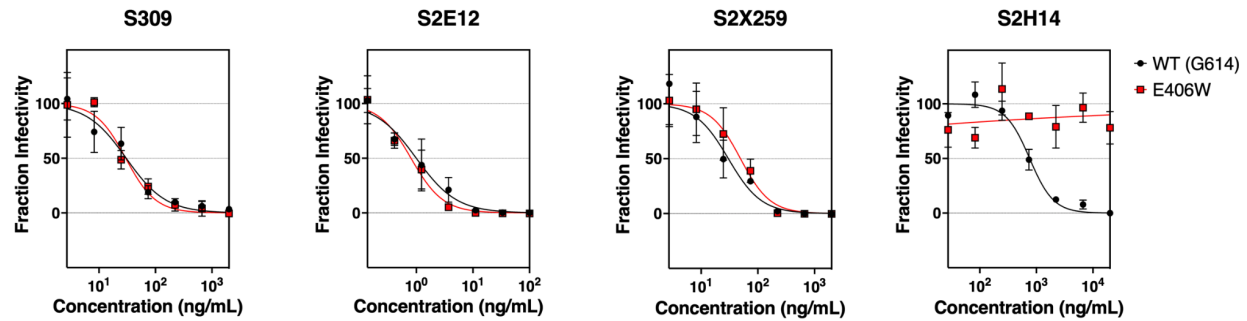 S309
S2E12
S2X259
S2H14
Fraction Infectivity
100
50
0
10¹ 10² 10³
Concentration (ng/mL)
Fraction Infectivity
100
50
0
10⁰ 10¹ 10²
Concentration (ng/mL)
Fraction Infectivity
100
50
0
10¹ 10² 10³
Concentration (ng/mL)
Fraction Infectivity
100
50
0
10² 10³ 10⁴
Concentration (ng/mL)
WT (G614)
E406W